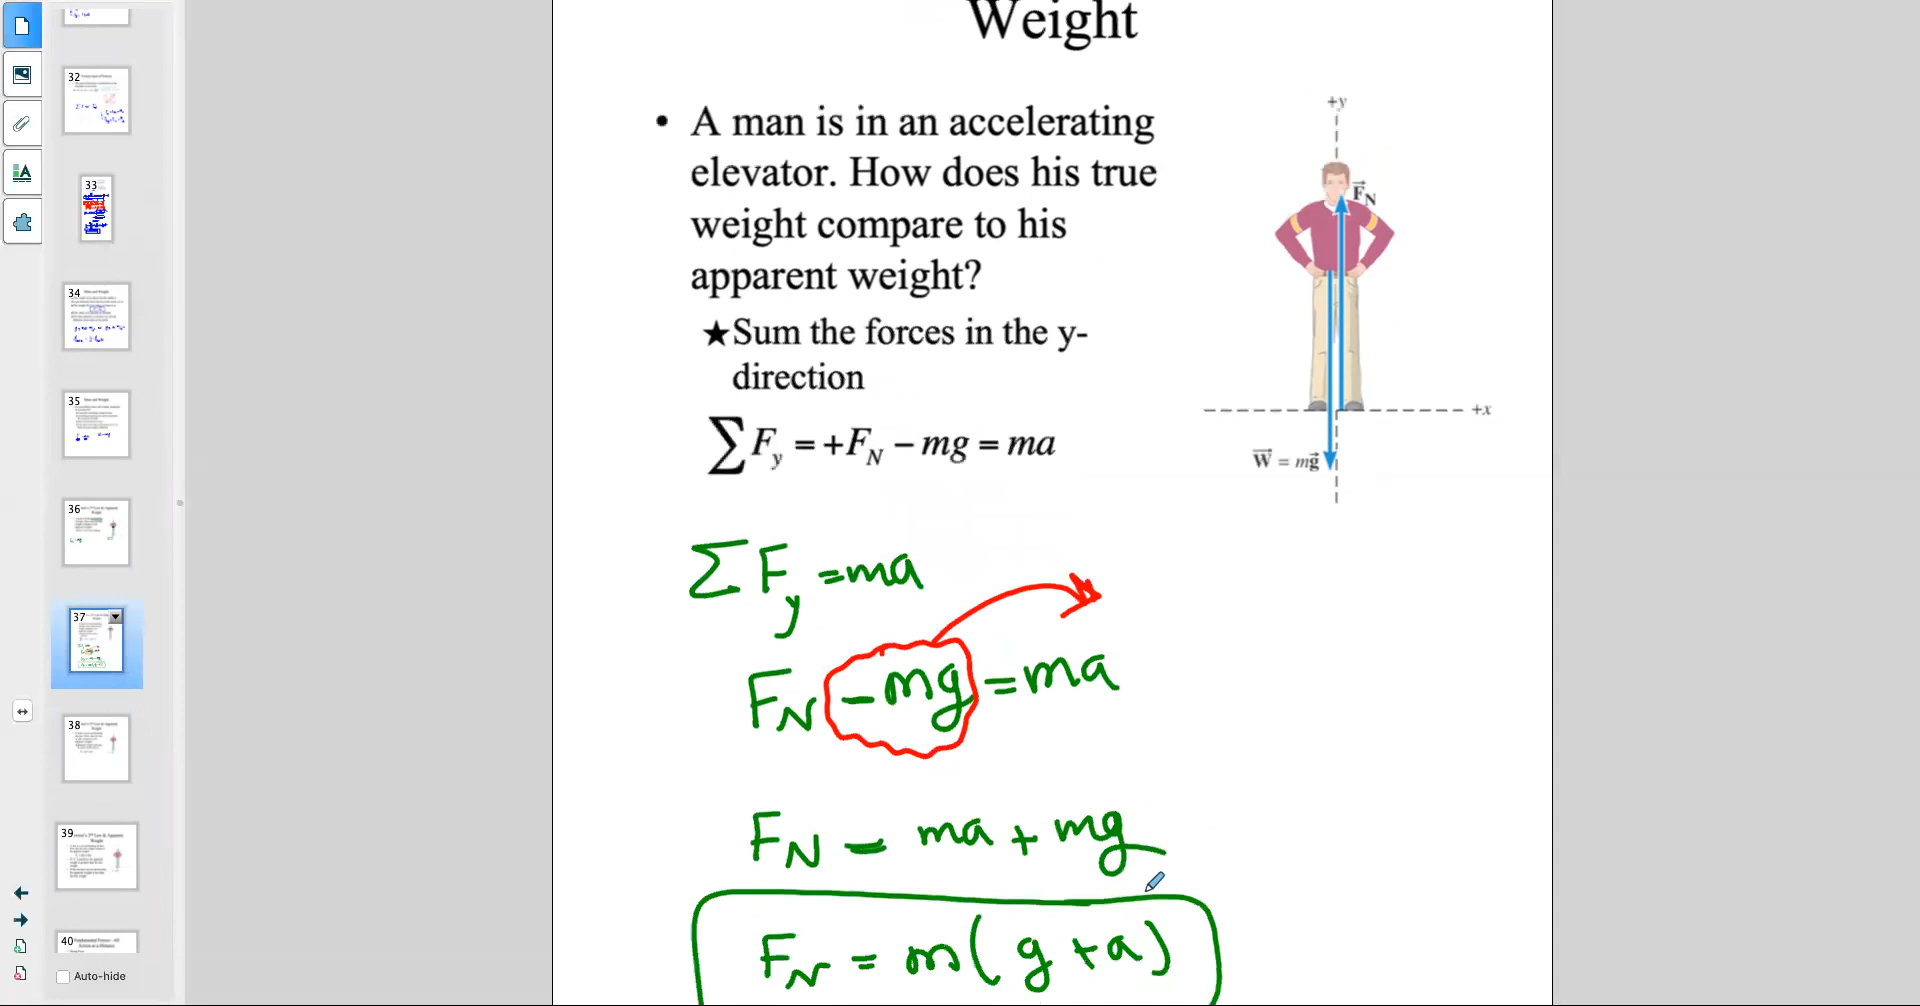 Weight
• A man is in an accelerating
elevator. How does his true
weight compare to his
apparent weight?
★Sum the forces in the y-
direction
∑F_y = +F_N − mg = ma
+y
F_N
+x
W = mg
∑F_y = ma
F_N − mg = ma
F_N = ma + mg
F_N = m(g + a)
32
33
34
35
36
37
38
39
40
Auto-hide